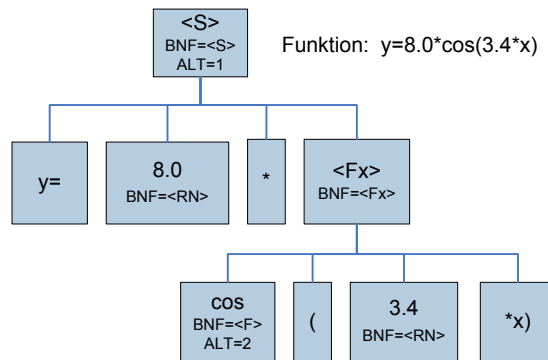 <S>
BNF=<S>
ALT=1
Funktion: y=8.0*cos(3.4*x)
y=
8.0
BNF=<RN>
*
<Fx>
BNF=<Fx>
cos
BNF=<F>
ALT=2
(
3.4
BNF=<RN>
*x)